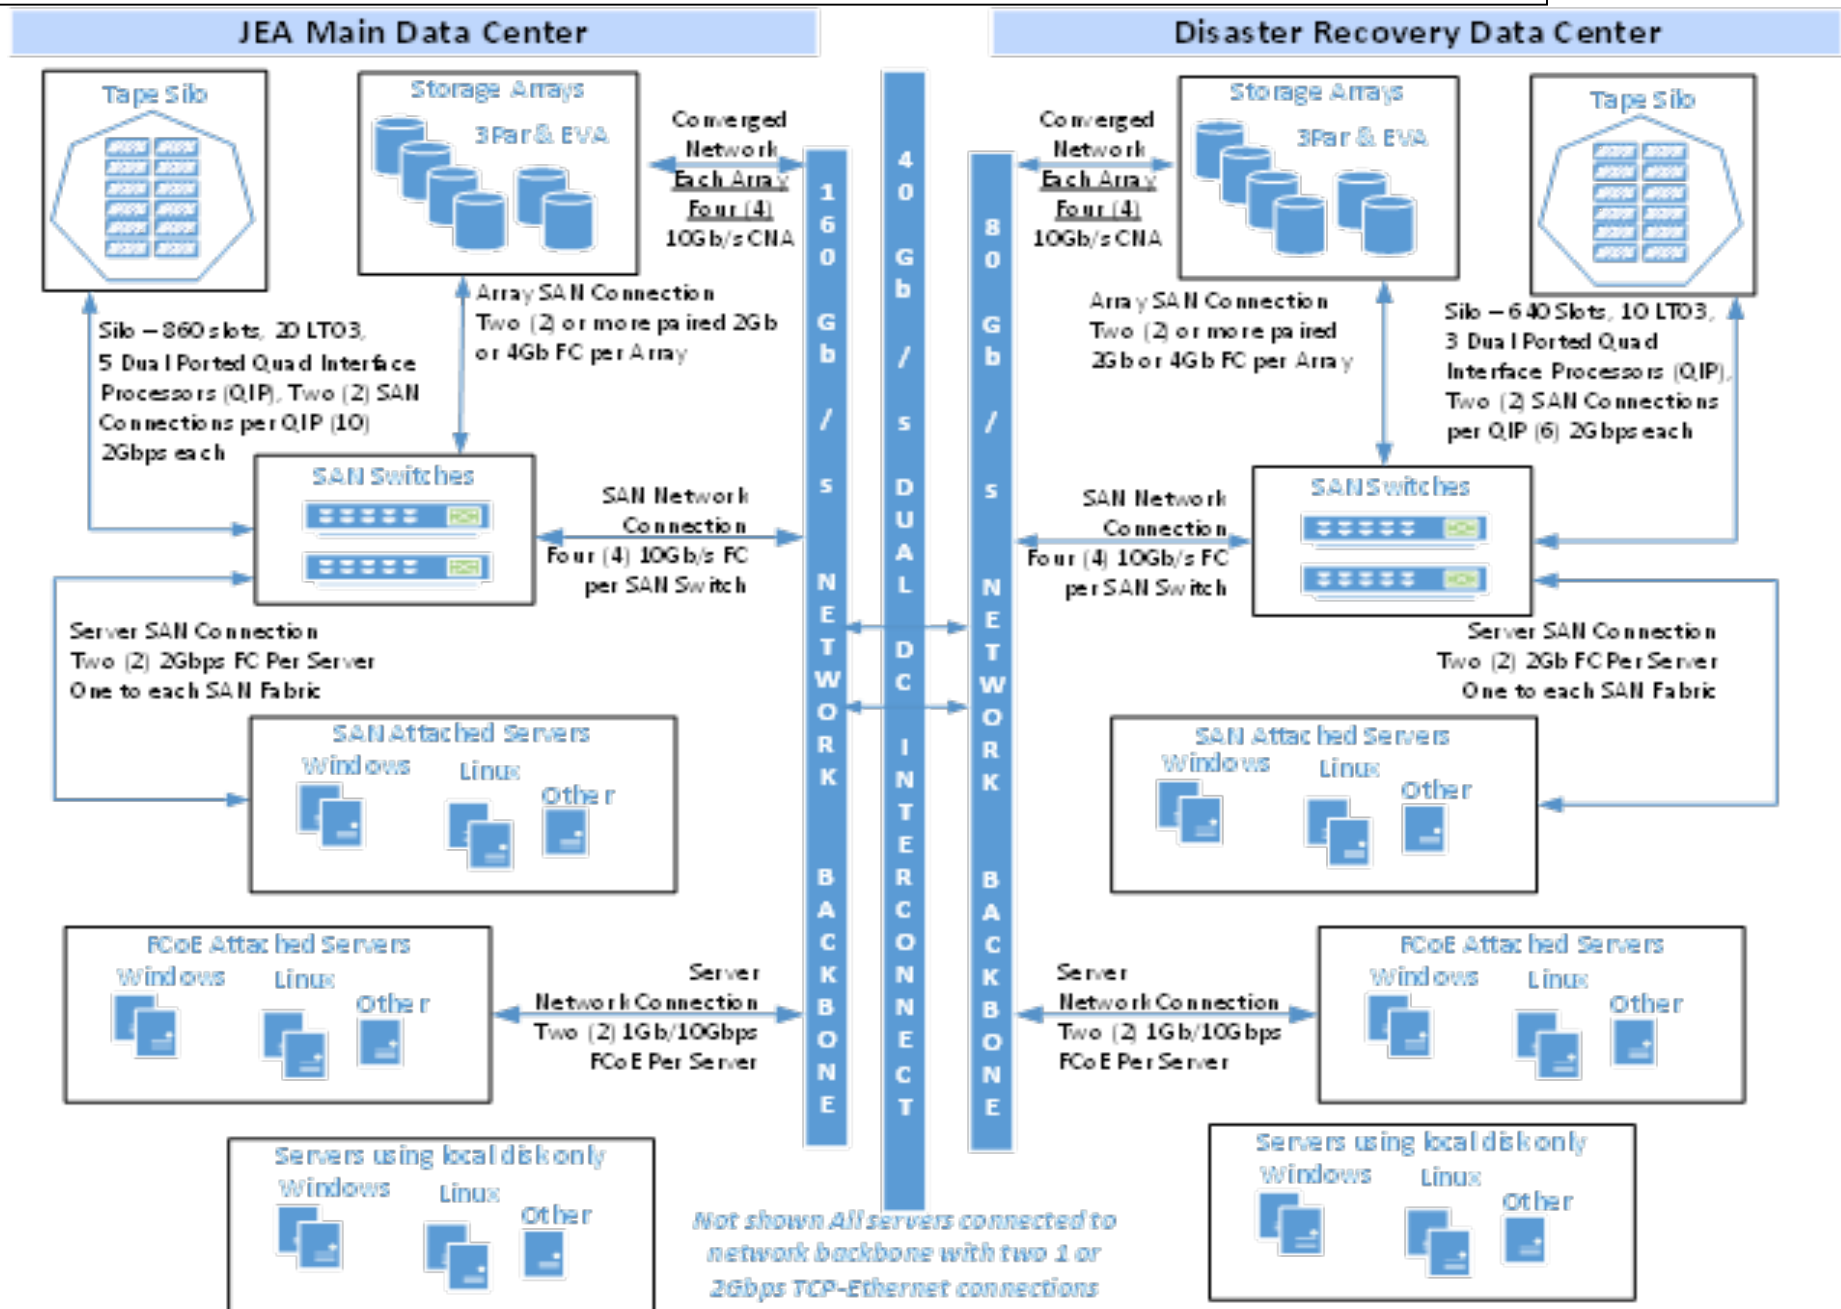 JEA Main Data Center
Disaster Recovery Data Center
Tape Silo
Storage Arrays
3Par & EVA
Converged
Network
Each Array
Four (4)
10Gb/s CNA
Silo – 860 slots, 20 LTO3,
5 Dual Ported Quad Interface
Processors (QIP), Two (2) SAN
Connections per QIP (10)
2Gbps each
Array SAN Connection
Two (2) or more paired 2Gb
or 4Gb FC per Array
SAN Switches
SAN Network
Connection
Four (4) 10Gb/s FC
per SAN Switch
Server SAN Connection
Two (2) 2Gbps FC Per Server
One to each SAN Fabric
SAN Attached Servers
Windows
Linux
Other
FCoE Attached Servers
Windows
Linux
Other
Server
Network Connection
Two (2) 1Gb/10Gbps
FCoE Per Server
Servers using local disk only
Windows
Linux
Other
160 Gb/s NETWORK BACKBONE
40 Gb/s DUAL DC INTERCONNECT
80 Gb/s NETWORK BACKBONE
Converged
Network
Each Array
Four (4)
10Gb/s CNA
Storage Arrays
3Par & EVA
Tape Silo
Array SAN Connection
Two (2) or more paired
2Gb or 4Gb FC per Array
Silo – 640 Slots, 10 LTO3,
3 Dual Ported Quad
Interface Processors (QIP),
Two (2) SAN Connections
per QIP (6) 2Gbps each
SAN Network
Connection
Four (4) 10Gb/s FC
per SAN Switch
SAN Switches
Server SAN Connection
Two (2) 2Gb FC Per Server
One to each SAN Fabric
SAN Attached Servers
Windows
Linux
Other
Server
Network Connection
Two (2) 1Gb/10Gbps
FCoE Per Server
FCoE Attached Servers
Windows
Linux
Other
Servers using local disk only
Windows
Linux
Other
Not shown All servers connected to
network backbone with two 1 or
2Gbps TCP-Ethernet connections